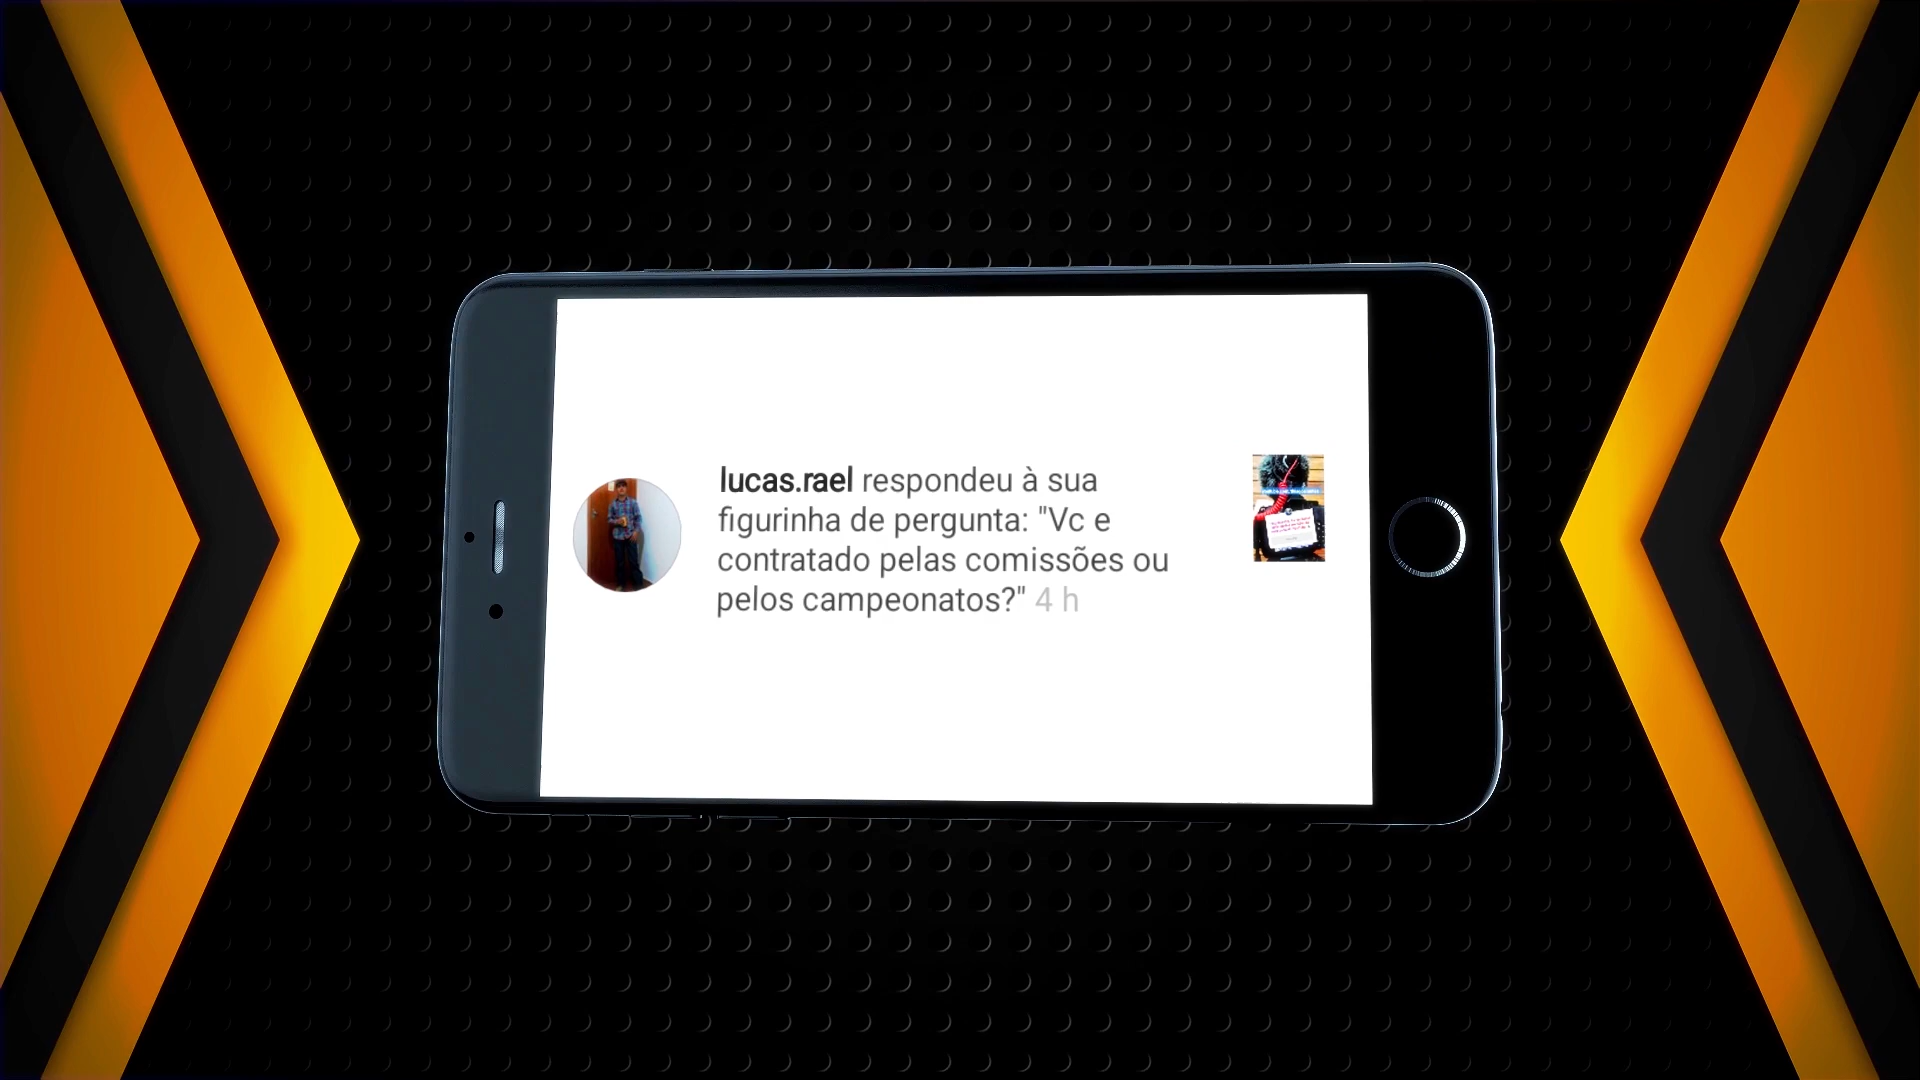 lucas.rael respondeu à sua
figurinha de pergunta: "Vc e
contratado pelas comissões ou
pelos campeonatos?" 4 h